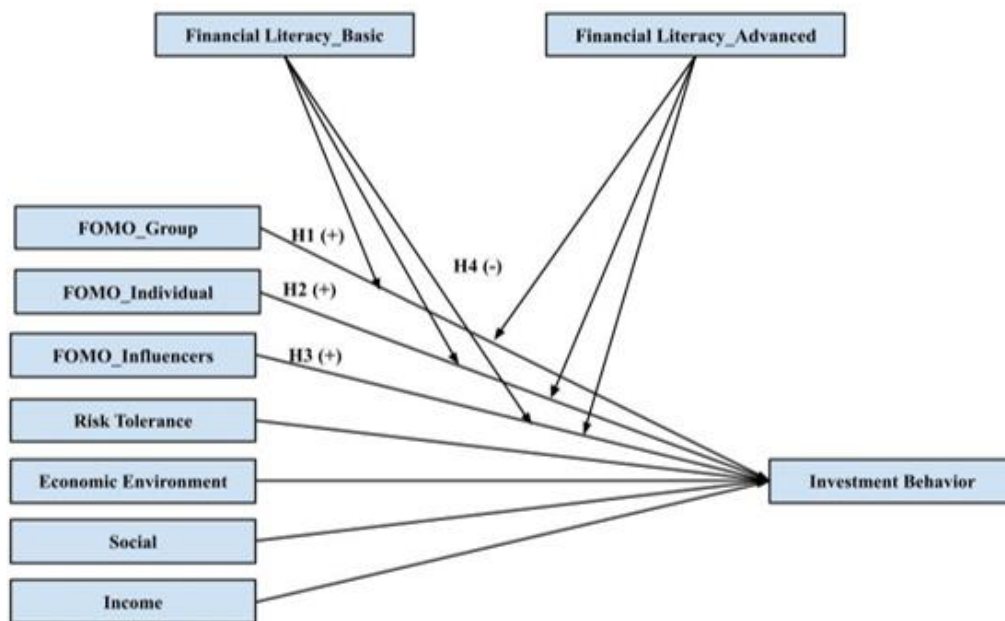 Financial Literacy_Basic
Financial Literacy_Advanced
FOMO_Group
H1 (+)
H4 (-)
FOMO_Individual
H2 (+)
FOMO_Influencers
H3 (+)
Risk Tolerance
Economic Environment
Investment Behavior
Social
Income